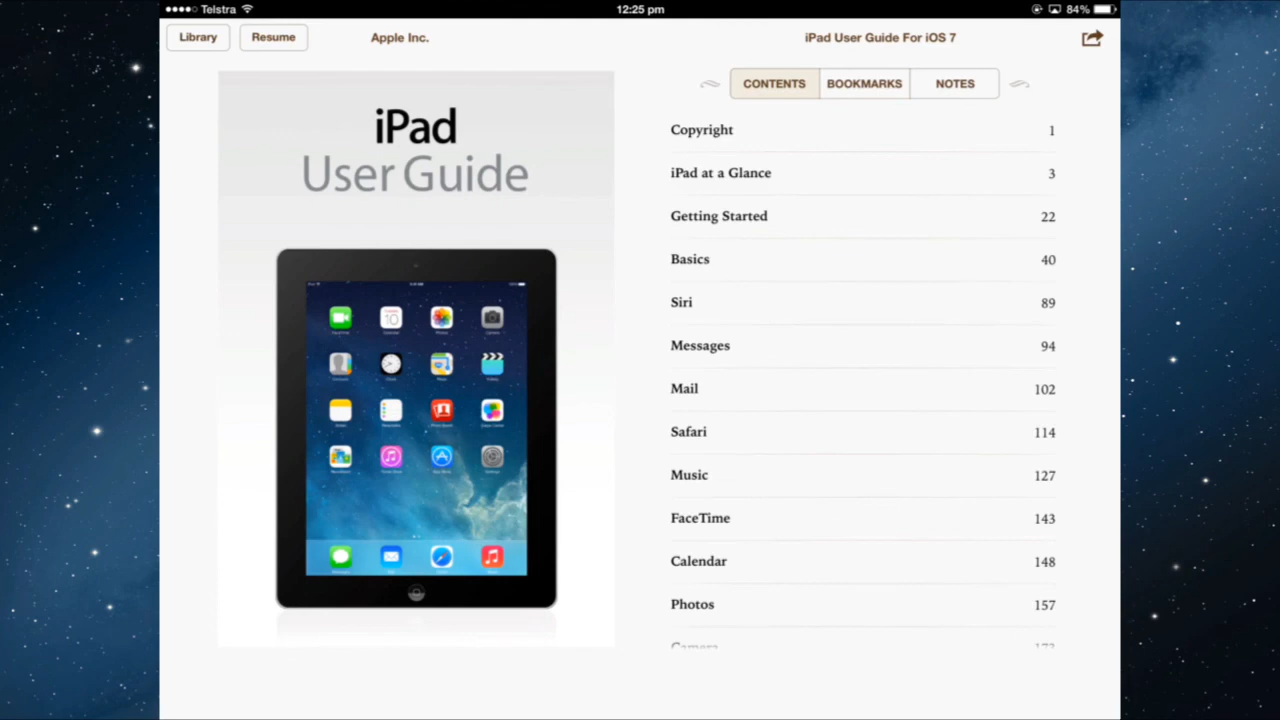 Telstra 12:25 pm 84%
Library Resume Apple Inc. iPad User Guide For iOS 7
iPad
User Guide
CONTENTS BOOKMARKS NOTES
Copyright 1
iPad at a Glance 3
Getting Started 22
Basics 40
Siri 89
Messages 94
Mail 102
Safari 114
Music 127
FaceTime 143
Calendar 148
Photos 157
Camera 173